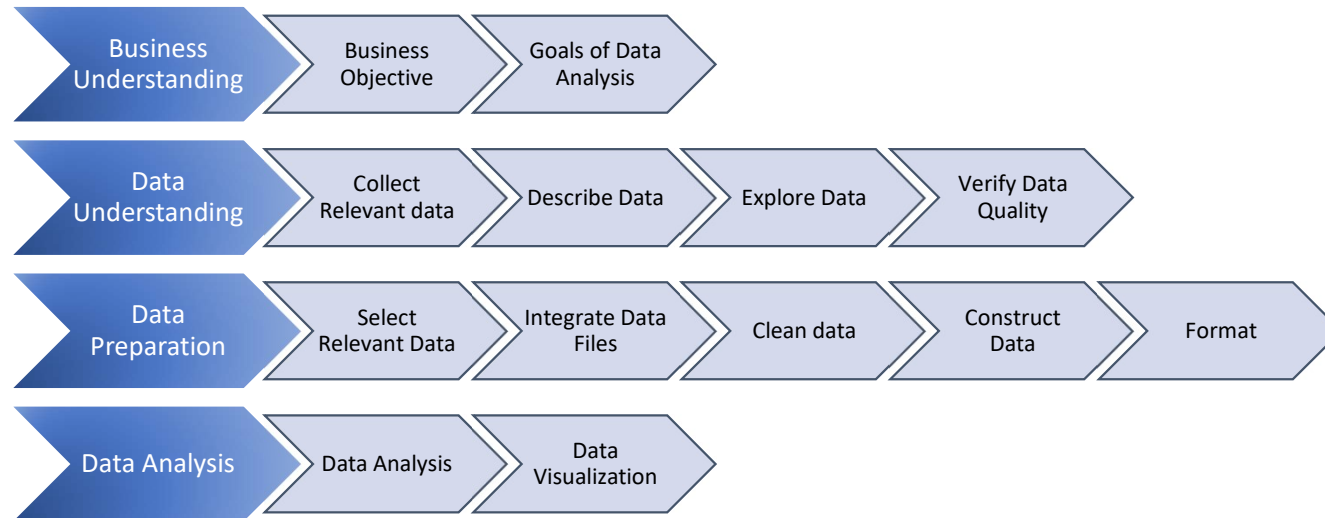 Business
Understanding
Business
Objective
Goals of Data
Analysis
Data
Understanding
Collect
Relevant data
Describe Data
Explore Data
Verify Data
Quality
Data
Preparation
Select
Relevant Data
Integrate Data
Files
Clean data
Construct
Data
Format
Data Analysis
Data Analysis
Data
Visualization